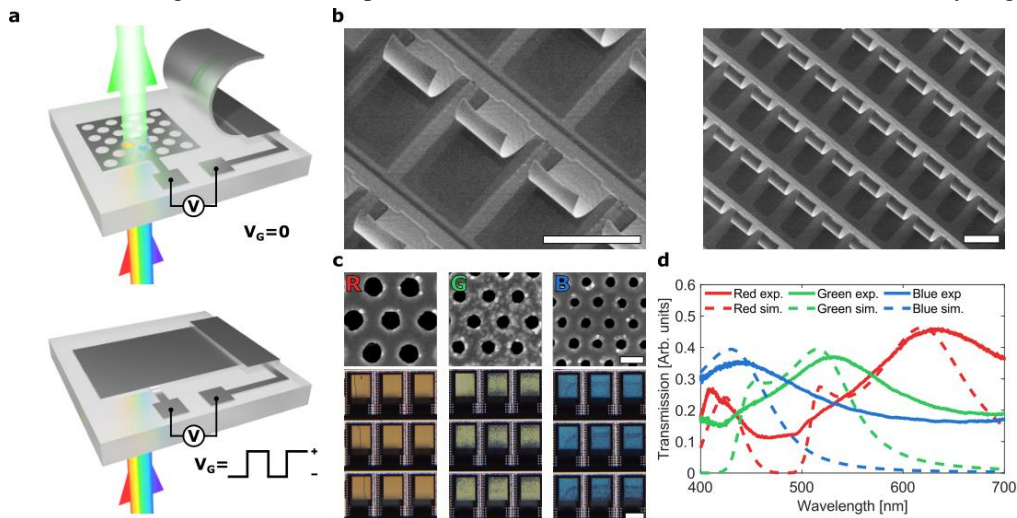 a
V
V_G=0
V
V_G=
+
−
b
c
R
G
B
d
Red exp.
Green exp.
Blue exp
Red sim.
Green sim.
Blue sim.
Transmission [Arb. units]
0.6
0.5
0.4
0.3
0.2
0.1
0
400
500
600
700
Wavelength [nm]